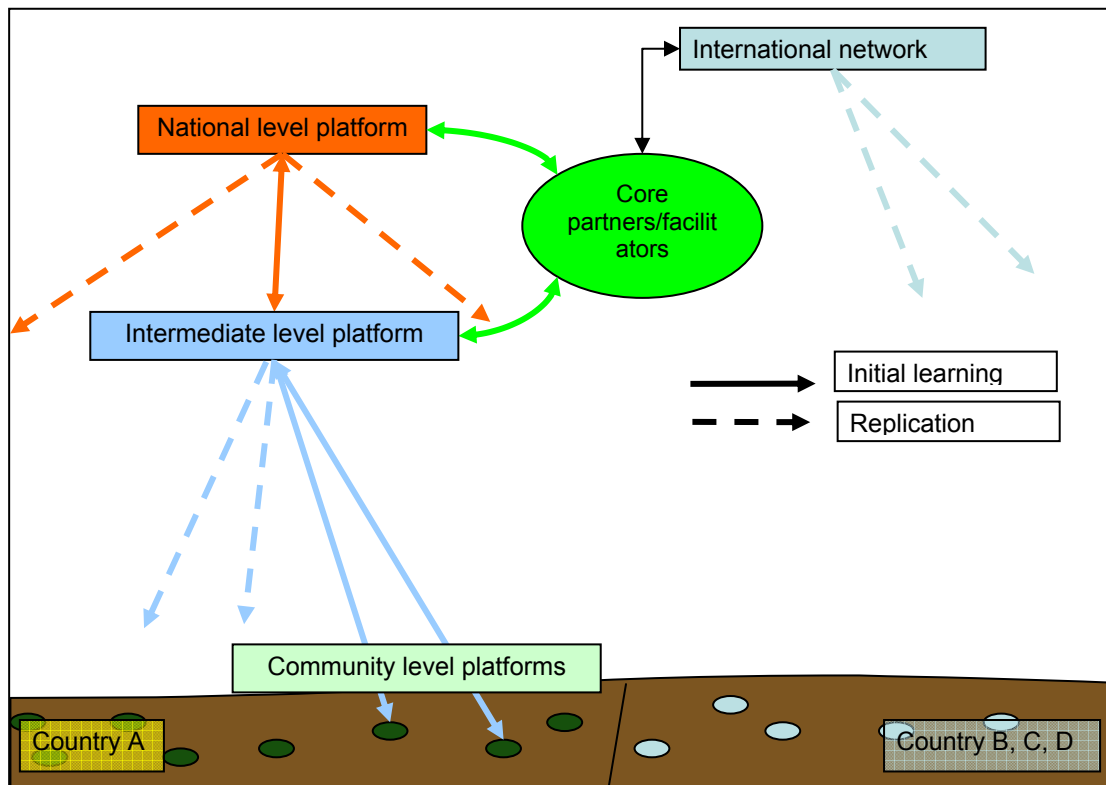 International network
National level platform
Core
partners/facilit
ators
Intermediate level platform
Initial learning
Replication
Community level platforms
Country A
Country B, C, D